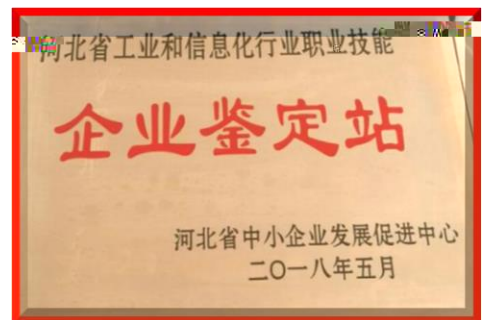 河北省工业和信息化行业职业技能
企业鉴定站
河北省中小企业发展促进中心
二〇一八年五月